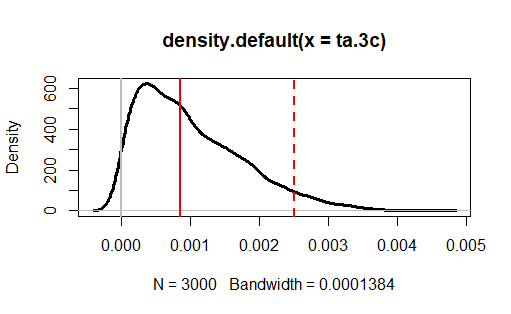 density.default(x = ta.3c)
Density
600
400
200
0
0.000 0.001 0.002 0.003 0.004 0.005
N = 3000 Bandwidth = 0.0001384